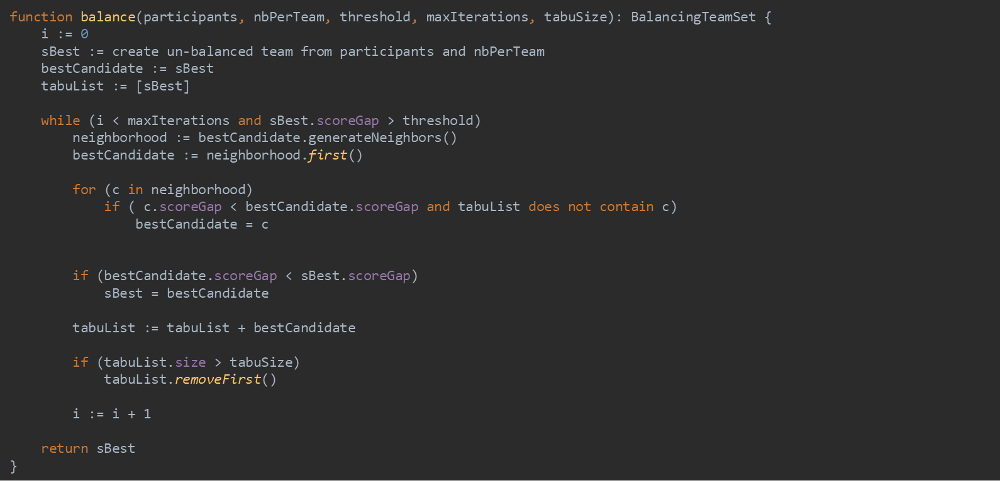 function balance(participants, nbPerTeam, threshold, maxIterations, tabuSize): BalancingTeamSet {
    i := 0
    sBest := create un-balanced team from participants and nbPerTeam
    bestCandidate := sBest
    tabuList := [sBest]
    while (i < maxIterations and sBest.scoreGap > threshold)
        neighborhood := bestCandidate.generateNeighbors()
        bestCandidate := neighborhood.first()
        for (c in neighborhood)
            if ( c.scoreGap < bestCandidate.scoreGap and tabuList does not contain c)
                bestCandidate = c
        if (bestCandidate.scoreGap < sBest.scoreGap)
            sBest = bestCandidate
        tabuList := tabuList + bestCandidate
        if (tabuList.size > tabuSize)
            tabuList.removeFirst()
        i := i + 1
    return sBest
}